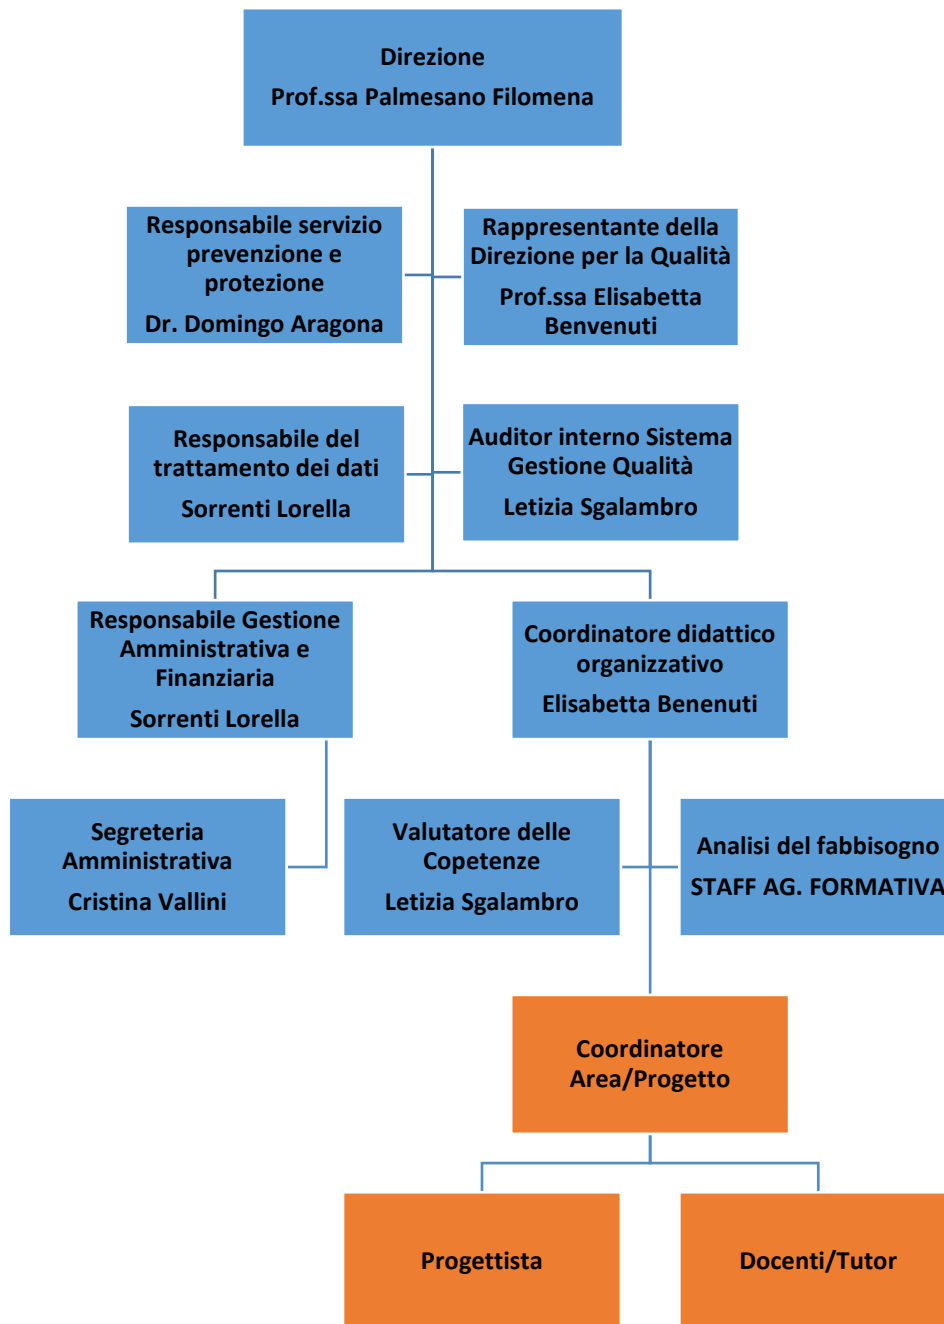 Direzione
Prof.ssa Palmesano Filomena
Responsabile servizio
prevenzione e
protezione
Dr. Domingo Aragona
Rappresentante della
Direzione per la Qualità
Prof.ssa Elisabetta
Benvenuti
Responsabile del
trattamento dei dati
Sorrenti Lorella
Auditor interno Sistema
Gestione Qualità
Letizia Sgalambro
Responsabile Gestione
Amministrativa e
Finanziaria
Sorrenti Lorella
Coordinatore didattico
organizzativo
Elisabetta Benenuti
Segreteria
Amministrativa
Cristina Vallini
Valutatore delle
Copetenze
Letizia Sgalambro
Analisi del fabbisogno
STAFF AG. FORMATIVA
Coordinatore
Area/Progetto
Progettista
Docenti/Tutor